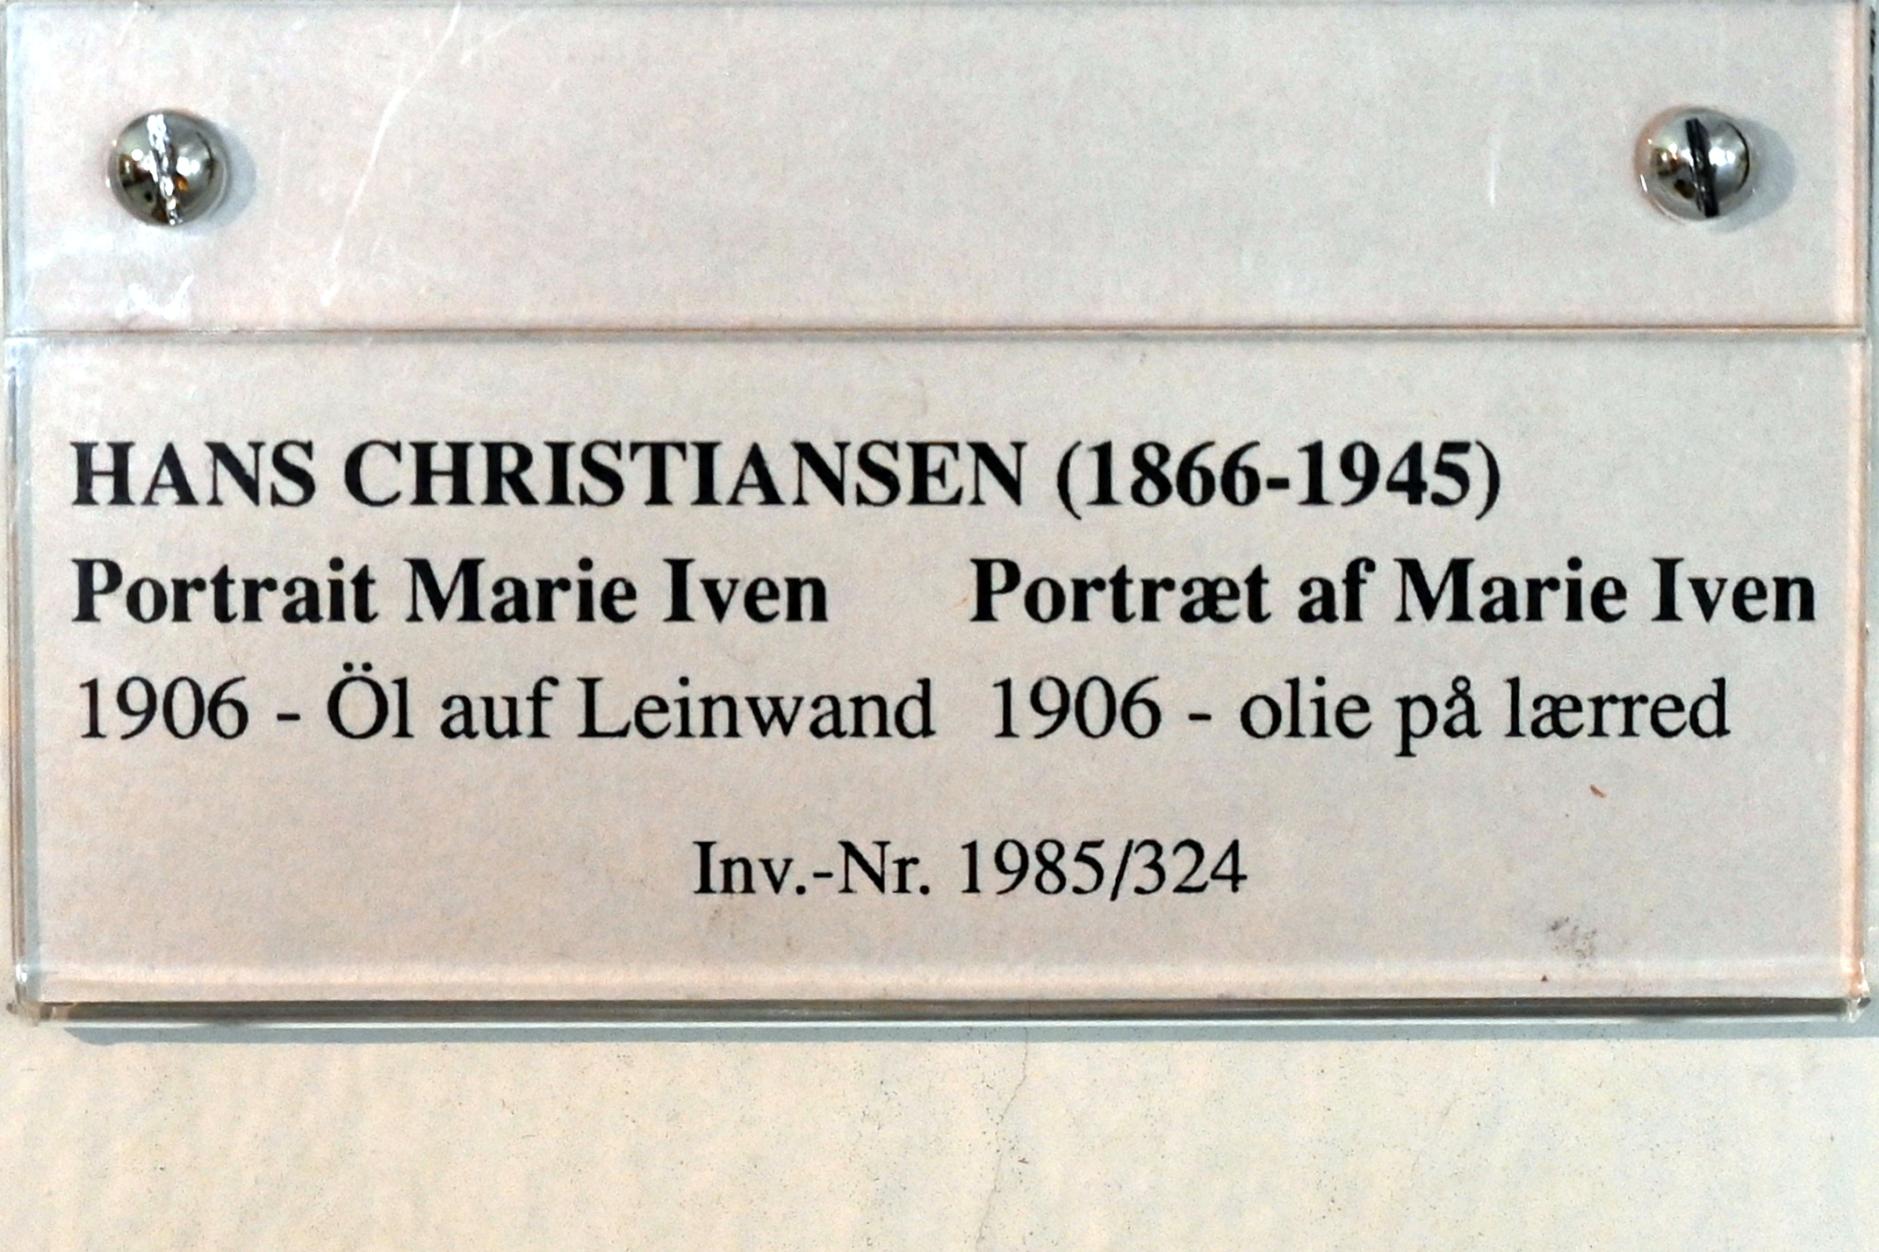 HANS CHRISTIANSEN (1866-1945)
Portrait Marie Iven Portræt af Marie Iven
1906 - Öl auf Leinwand 1906 - olie på lærred
Inv.-Nr. 1985/324